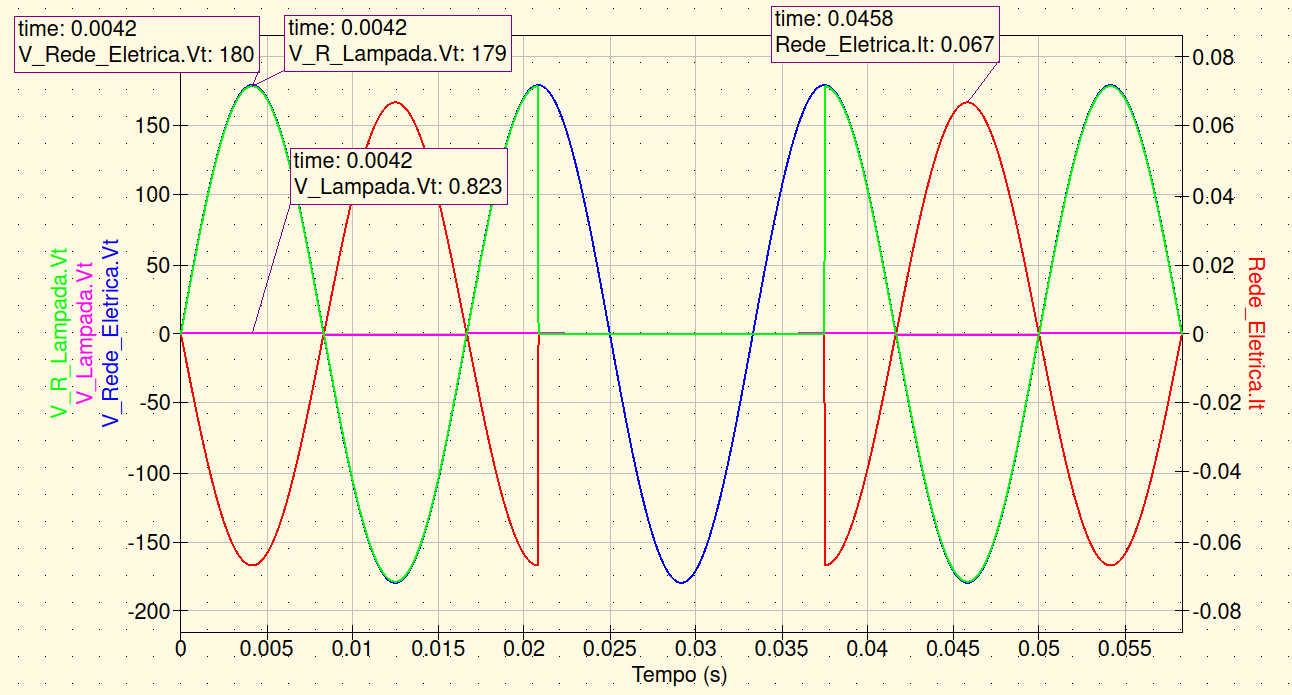 time: 0.0042
V_Rede_Eletrica.Vt: 180
time: 0.0042
V_R_Lampada.Vt: 179
time: 0.0458
Rede_Eletrica.It: 0.067
time: 0.0042
V_Lampada.Vt: 0.823
150
100
50
0
-50
-100
-150
-200
V_R_Lampada.Vt
V_Lampada.Vt
V_Rede_Eletrica.Vt
0.08
0.06
0.04
0.02
0
-0.02
-0.04
-0.06
-0.08
Rede_Eletrica.It
0 0.005 0.01 0.015 0.02 0.025 0.03 0.035 0.04 0.045 0.05 0.055
Tempo (s)